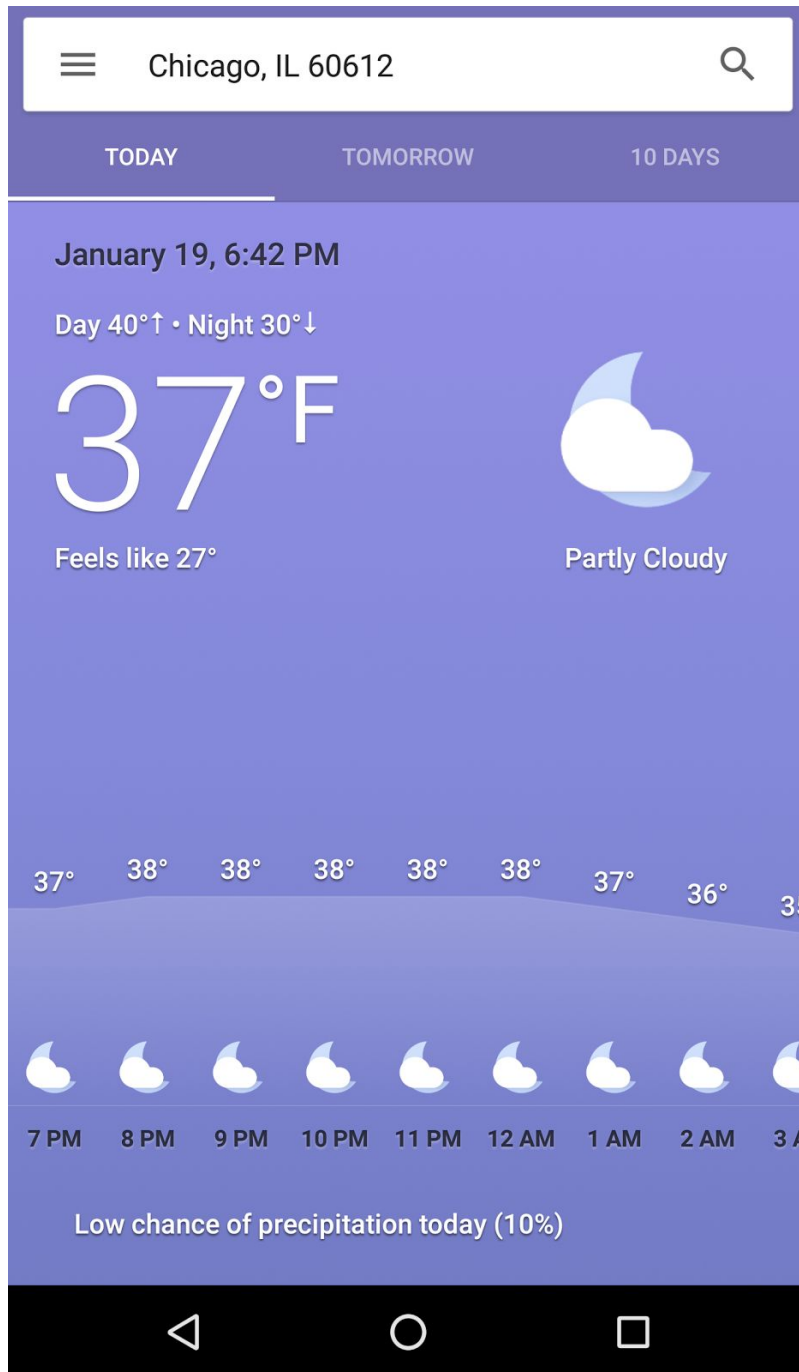 Chicago, IL 60612
TODAY TOMORROW 10 DAYS
January 19, 6:42 PM
Day 40°↑ • Night 30°↓
37°F
Feels like 27°
Partly Cloudy
37° 38° 38° 38° 38° 38° 37° 36°
7 PM 8 PM 9 PM 10 PM 11 PM 12 AM 1 AM 2 AM 3
Low chance of precipitation today (10%)